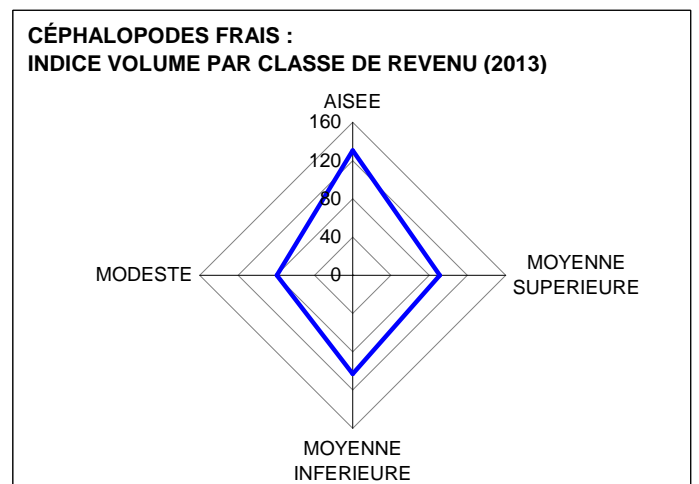 CÉPHALOPODES FRAIS :
INDICE VOLUME PAR CLASSE DE REVENU (2013)
AISEE
160
120
80
40
0
MODESTE
MOYENNE
SUPERIEURE
MOYENNE
INFERIEURE